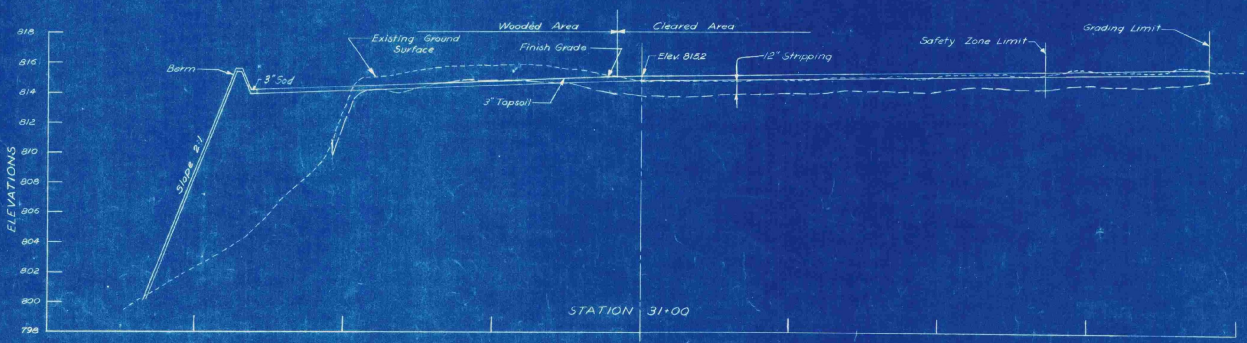 Wooded Area
Cleared Area
Existing Ground
Surface
Finish Grade
Elev. 815.2
12" Stripping
Safety Zone Limit
Grading Limit
Berm
3" Sod
3" Topsoil
Slope 2:1
ELEVATIONS
818
816
814
812
810
808
806
804
802
800
798
STATION 31+00